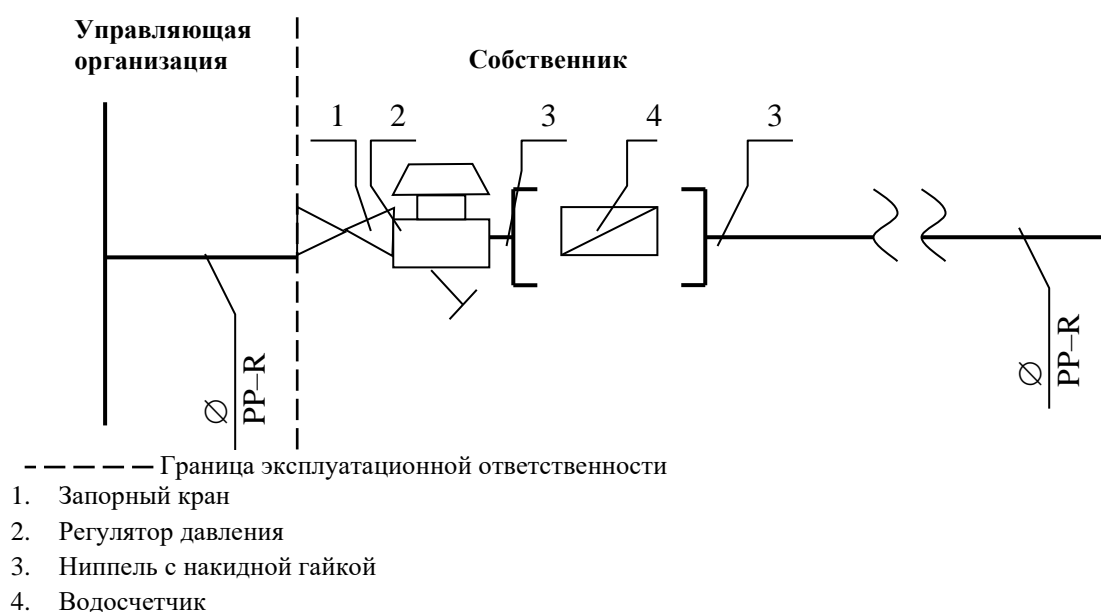 Управляющая
организация
Собственник
1 2 3 4 3
∅
PP–R
∅
PP–R
Граница эксплуатационной ответственности
1. Запорный кран
2. Регулятор давления
3. Ниппель с накидной гайкой
4. Водосчетчик